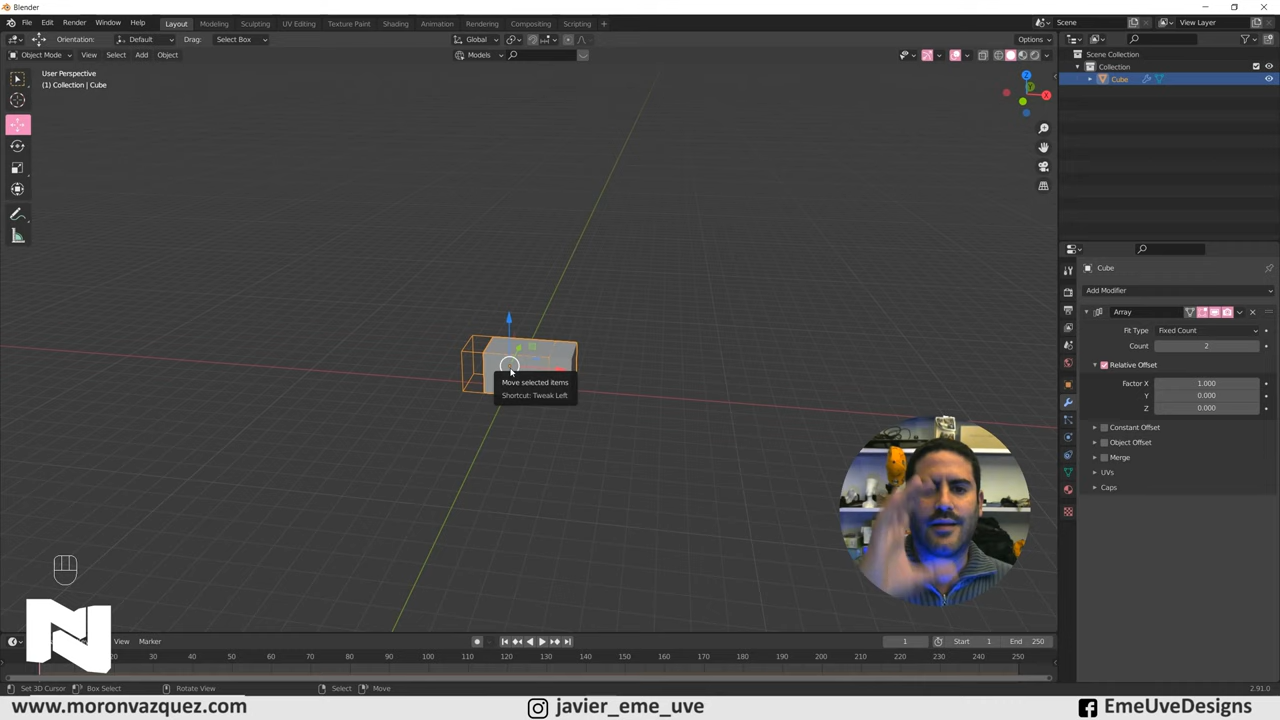 Blender
File Edit Render Window Help
Layout Modeling Sculpting UV Editing Texture Paint Shading Animation Rendering Compositing Scripting +
Scene
View Layer
Orientation: Default Drag: Select Box
Global
Options
Object Mode View Select Add Object
Models
User Perspective
(1) Collection | Cube
Z
Y
X
Scene Collection
Collection
Cube
Cube
Add Modifier
Array
Fit Type Fixed Count
Count 2
Relative Offset
Factor X 1.000
Y 0.000
Z 0.000
Constant Offset
Object Offset
Merge
UVs
Caps
Move selected items
Shortcut: Tweak Left
N
View Marker
1 Start 1 End 250
20 30 40 50 60 70 80 90 100 110 120 130 140 150 160 170 180 190 200 210 220 230 240 250
Set 3D Cursor Box Select Rotate View Select Move
2.91.0
www.moronvazquez.com javier_eme_uve EmeUveDesigns